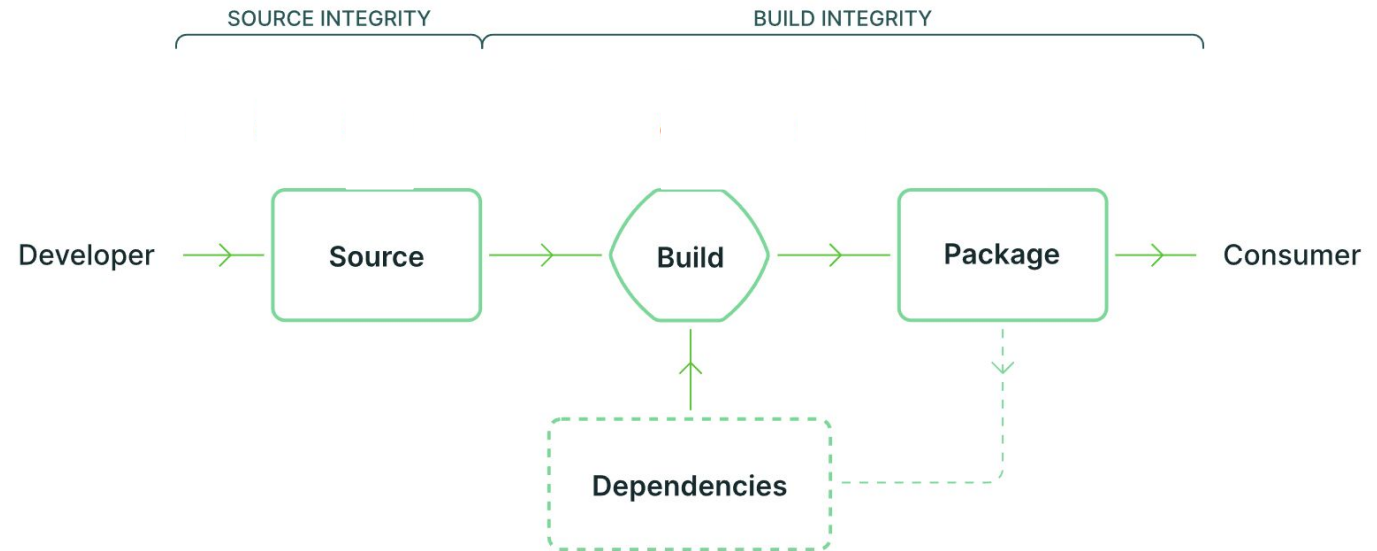 SOURCE INTEGRITY
BUILD INTEGRITY
Developer
Source
Build
Package
Consumer
Dependencies